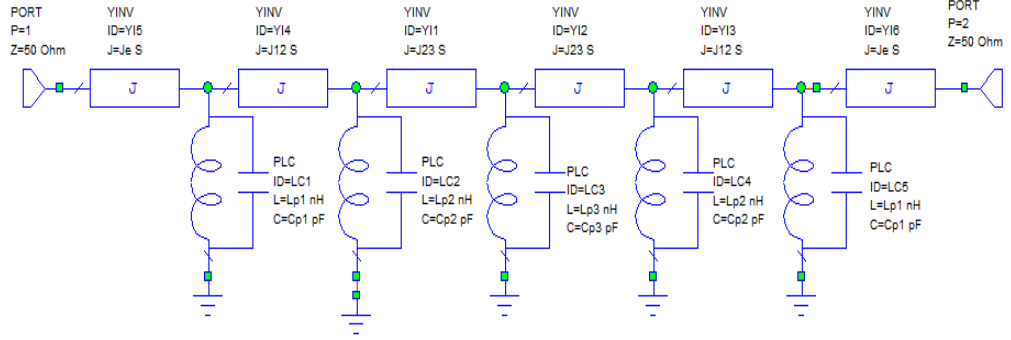 PORT
P=1
Z=50 Ohm
YINV
ID=YI5
J=Je S
YINV
ID=YI4
J=J12 S
YINV
ID=YI1
J=J23 S
YINV
ID=YI2
J=J23 S
YINV
ID=YI3
J=J12 S
YINV
ID=YI6
J=Je S
PORT
P=2
Z=50 Ohm
J
J
J
J
J
J
PLC
ID=LC1
L=Lp1 nH
C=Cp1 pF
PLC
ID=LC2
L=Lp2 nH
C=Cp2 pF
PLC
ID=LC3
L=Lp3 nH
C=Cp3 pF
PLC
ID=LC4
L=Lp2 nH
C=Cp2 pF
PLC
ID=LC5
L=Lp1 nH
C=Cp1 pF